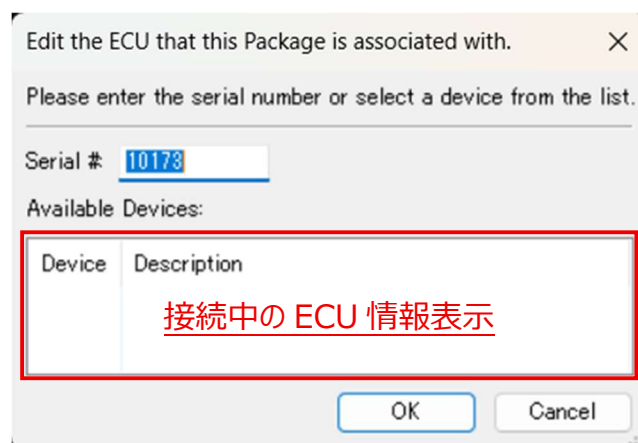 Edit the ECU that this Package is associated with.
Please enter the serial number or select a device from the list.
Serial # 10173
Available Devices:
Device Description
接続中の ECU 情報表示
OK Cancel